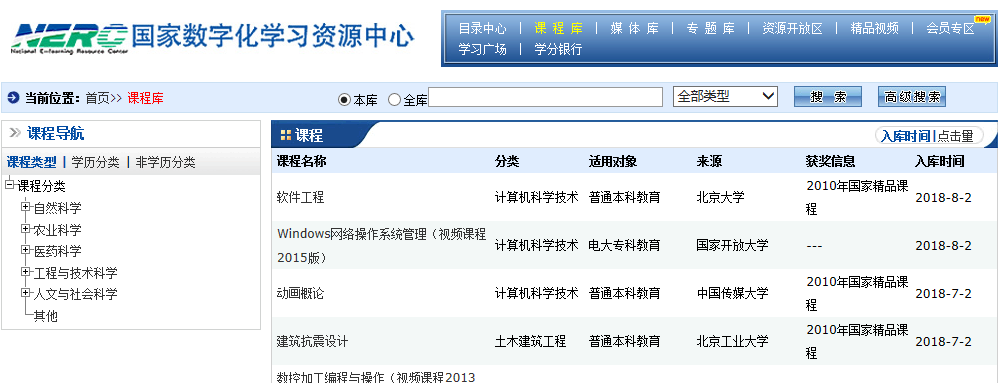 NERC 国家数字化学习资源中心
National E-learning Resource Center
目录中心 | 课 程 库 | 媒 体 库 | 专 题 库 | 资源开放区 | 精品视频 | 会员专区 new
学习广场 | 学分银行
当前位置：首页>> 课程库 本库 全库 全部类型 搜 索 高级搜索
课程导航
课程类型 | 学历分类 | 非学历分类
课程分类
自然科学
农业科学
医药科学
工程与技术科学
人文与社会科学
其他
课程 入库时间|点击量
课程名称 分类 适用对象 来源 获奖信息 入库时间
软件工程 计算机科学技术 普通本科教育 北京大学 2010年国家精品课 2018-8-2
程
Windows网络操作系统管理（视频课程
2015版） 计算机科学技术 电大专科教育 国家开放大学 --- 2018-8-2
动画概论 计算机科学技术 普通本科教育 中国传媒大学 2010年国家精品课 2018-7-2
程
建筑抗震设计 土木建筑工程 普通本科教育 北京工业大学 2010年国家精品课 2018-7-2
程
数控加工编程与操作（视频课程2013